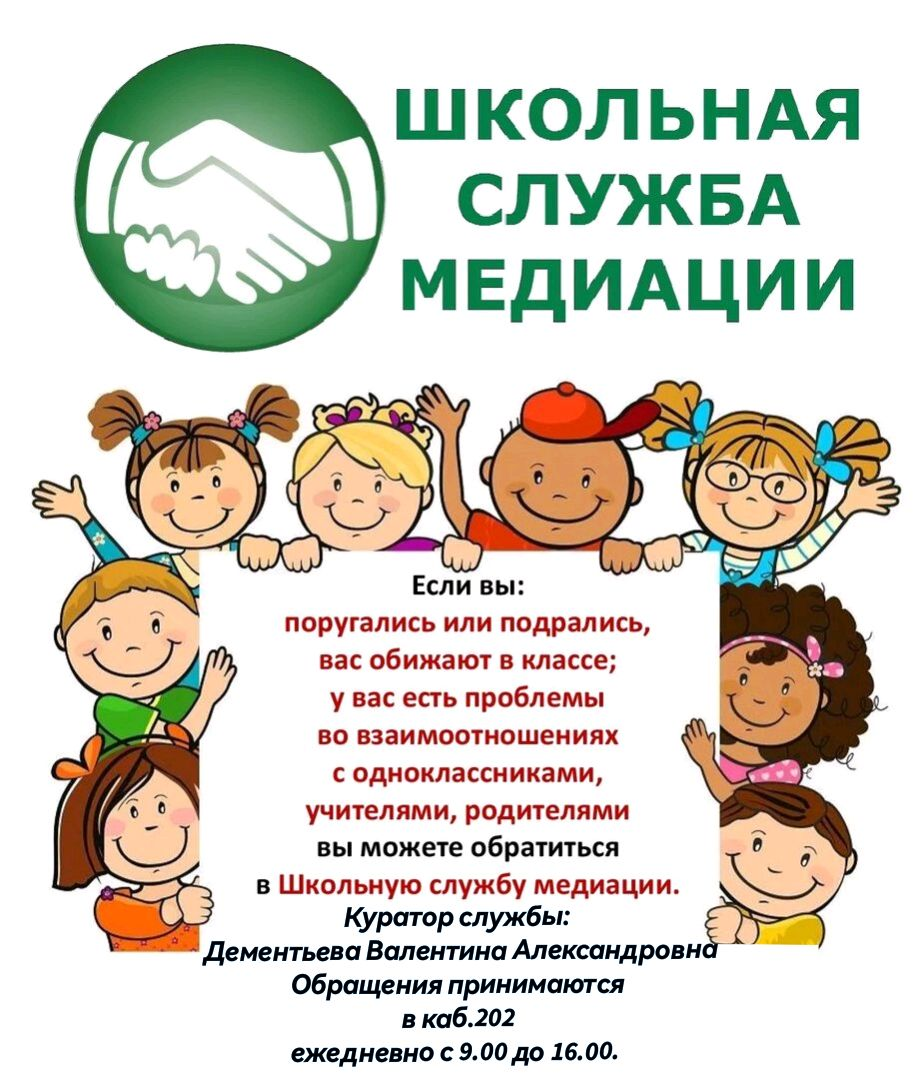 ШКОЛЬНАЯ
СЛУЖБА
МЕДИАЦИИ
Если вы:
поругались или подрались,
вас обижают в классе;
у вас есть проблемы
во взаимоотношениях
с одноклассниками,
учителями, родителями
вы можете обратиться
в Школьную службу медиации.
Куратор службы:
Дементьева Валентина Александровна
Обращения принимаются
в каб.202
ежедневно с 9.00 до 16.00.